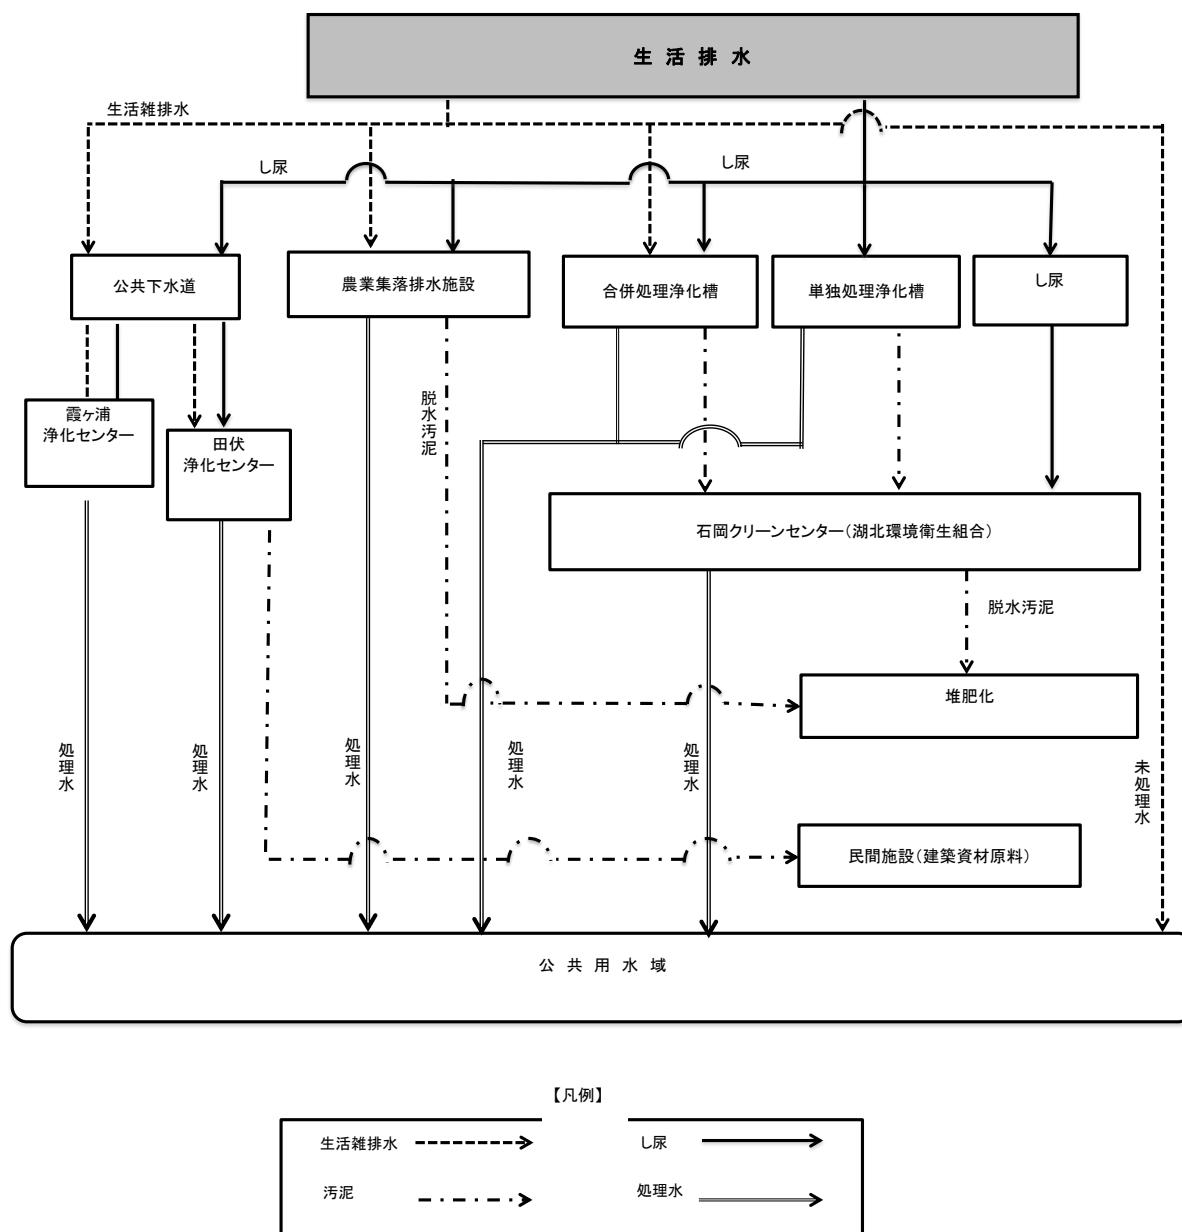 生 活 排 水
生活雑排水
し尿
し尿
公共下水道
農業集落排水施設
合併処理浄化槽
単独処理浄化槽
し尿
霞ヶ浦
浄化センター
田伏
浄化センター
脱水汚泥
石岡クリーンセンター(湖北環境衛生組合)
脱水汚泥
堆肥化
処理水
処理水
処理水
処理水
処理水
未処理水
民間施設(建築資材原料)
公 共 用 水 域
【凡例】
生活雑排水
し尿
汚泥
処理水